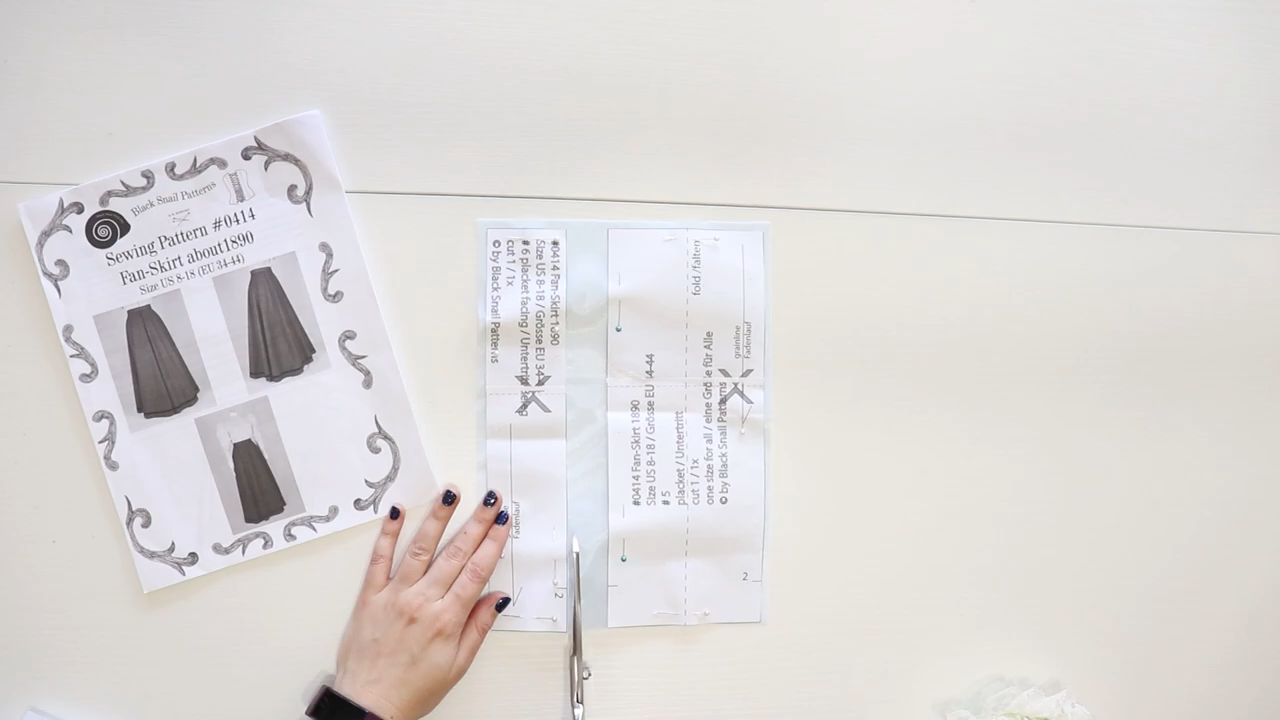 Black Snail Patterns
Sewing Pattern #0414
Fan-Skirt about1890
Size US 8-18 (EU 34-44)
#0414 Fan-Skirt 1890
Size US 8-18 / Grösse EU 34-44
# 6 placket facing / Untertritt Beleg
cut 1 / 1x
© by Black Snail Patterns
Fadenlauf
2
fold /falten
grainline
Fadenlauf
#0414 Fan-Skirt 1890
Size US 8-18 / Grösse EU 34-44
# 5
placket / Untertritt
cut 1 / 1x
one size for all / eine Größe für Alle
© by Black Snail Patterns
2